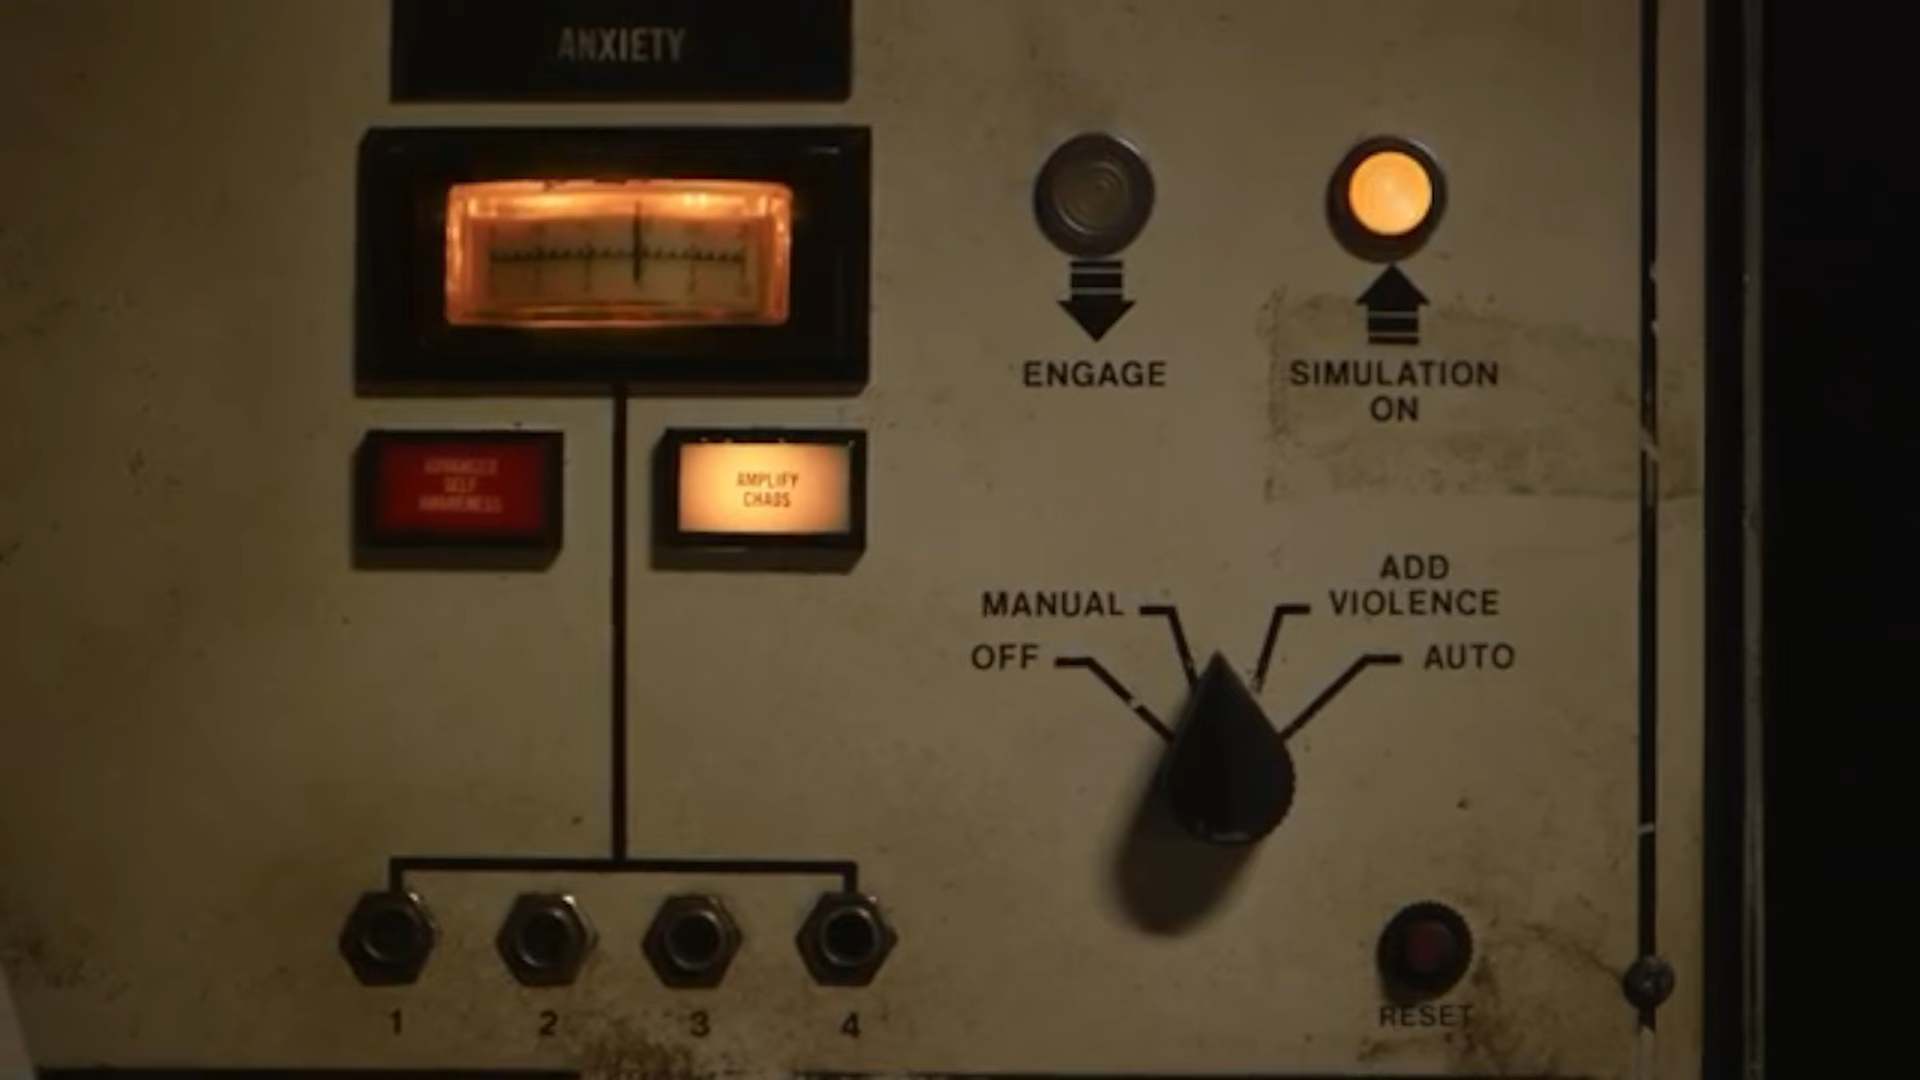 ANXIETY
ENGAGE
SIMULATION
ON
ADVANCED
SELF
AWARENESS
AMPLIFY
CHAOS
MANUAL
OFF
ADD
VIOLENCE
AUTO
1
2
3
4
RESET